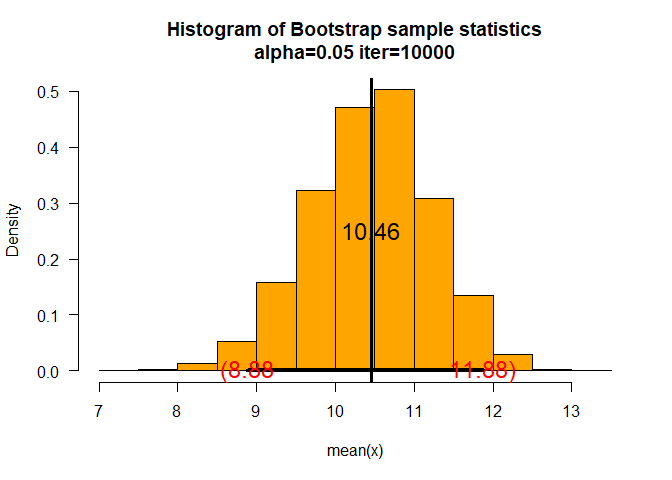 Histogram of Bootstrap sample statistics
alpha=0.05 iter=10000
Density
0.5
0.4
0.3
0.2
0.1
0.0
10.46
(8.88
11.88)
7 8 9 10 11 12 13
mean(x)